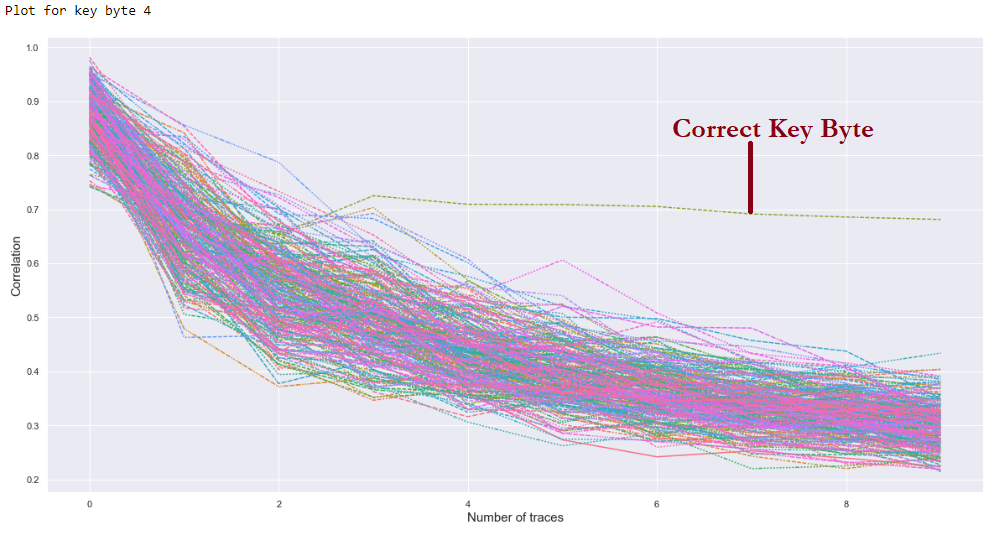 Plot for key byte 4
1.0
0.9
0.8
0.7
0.6
0.5
0.4
0.3
0.2
Correlation
Correct Key Byte
0 2 4 6 8
Number of traces